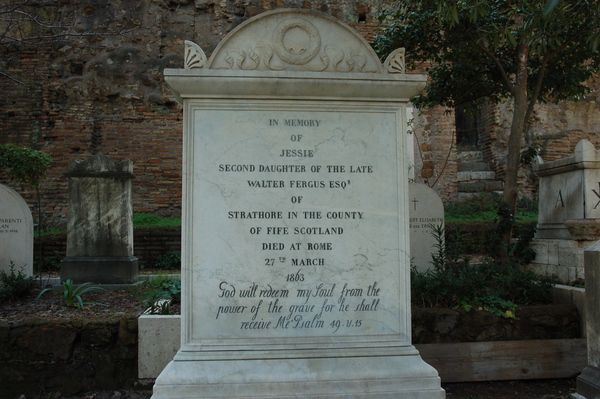 IN MEMORY
OF
JESSIE
SECOND DAUGHTER OF THE LATE
WALTER FERGUS ESQR
OF
STRATHORE IN THE COUNTY
OF FIFE SCOTLAND
DIED AT ROME
27TH MARCH
1863
God will redeem my Soul from the
power of the grave for he shall
receive Me Psalm 49.V.15
PARENTI